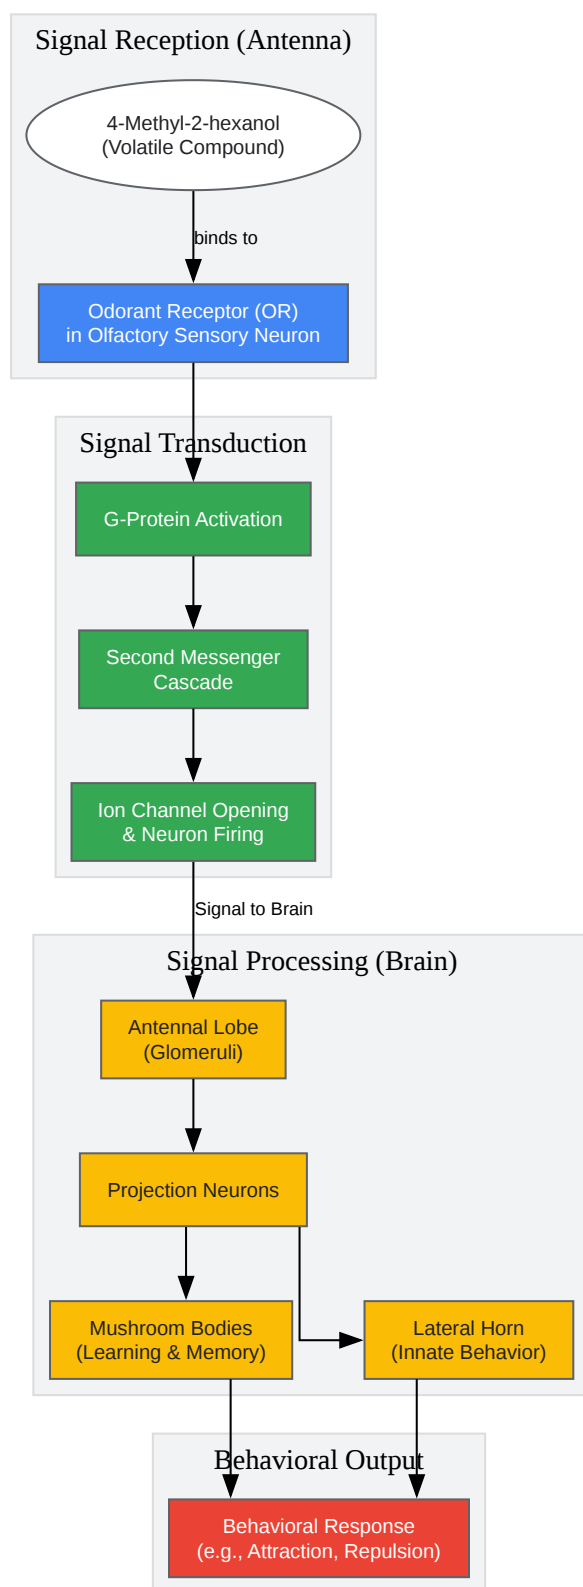 Signal Reception (Antenna)
4-Methyl-2-hexanol
(Volatile Compound)
binds to
Odorant Receptor (OR)
in Olfactory Sensory Neuron
Signal Transduction
G-Protein Activation
Second Messenger
Cascade
Ion Channel Opening
& Neuron Firing
Signal to Brain
Signal Processing (Brain)
Antennal Lobe
(Glomeruli)
Projection Neurons
Mushroom Bodies
(Learning & Memory)
Lateral Horn
(Innate Behavior)
Behavioral Output
Behavioral Response
(e.g., Attraction, Repulsion)